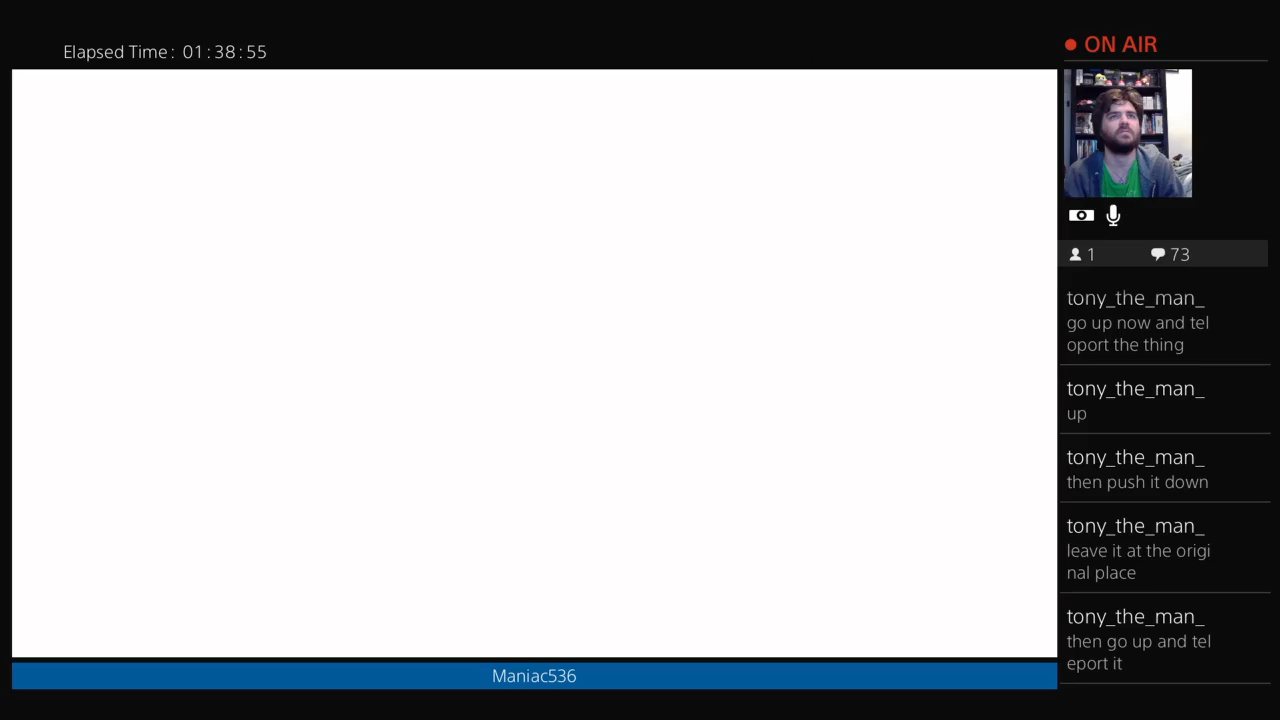 Elapsed Time: 01:38:55
ON AIR
1 73
tony_the_man_
go up now and tel
oport the thing
tony_the_man_
up
tony_the_man_
then push it down
tony_the_man_
leave it at the origi
nal place
tony_the_man_
then go up and tel
eport it
Maniac536